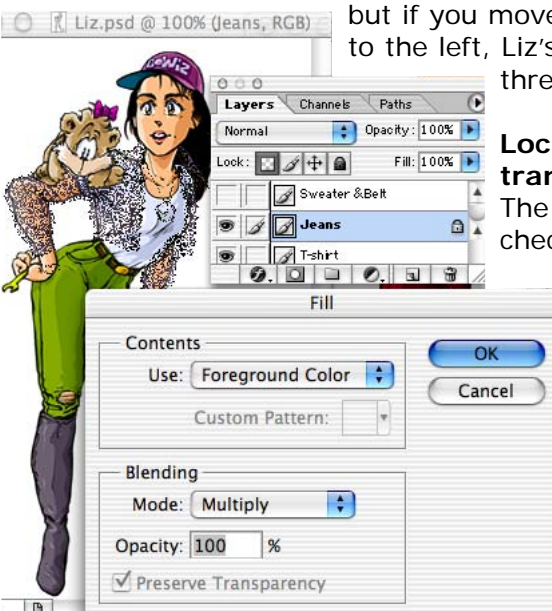 Liz.psd @ 100% (Jeans, RGB)
but if you move
to the left, Liz's
thre
GeWiz
Layers Channels Paths
Normal Opacity: 100%
Lock: Fill: 100%
Sweater &Belt
Jeans
T-shirt
Loc
tran
The
chec
Fill
Contents
Use: Foreground Color
Custom Pattern:
OK
Cancel
Blending
Mode: Multiply
Opacity: 100 %
Preserve Transparency